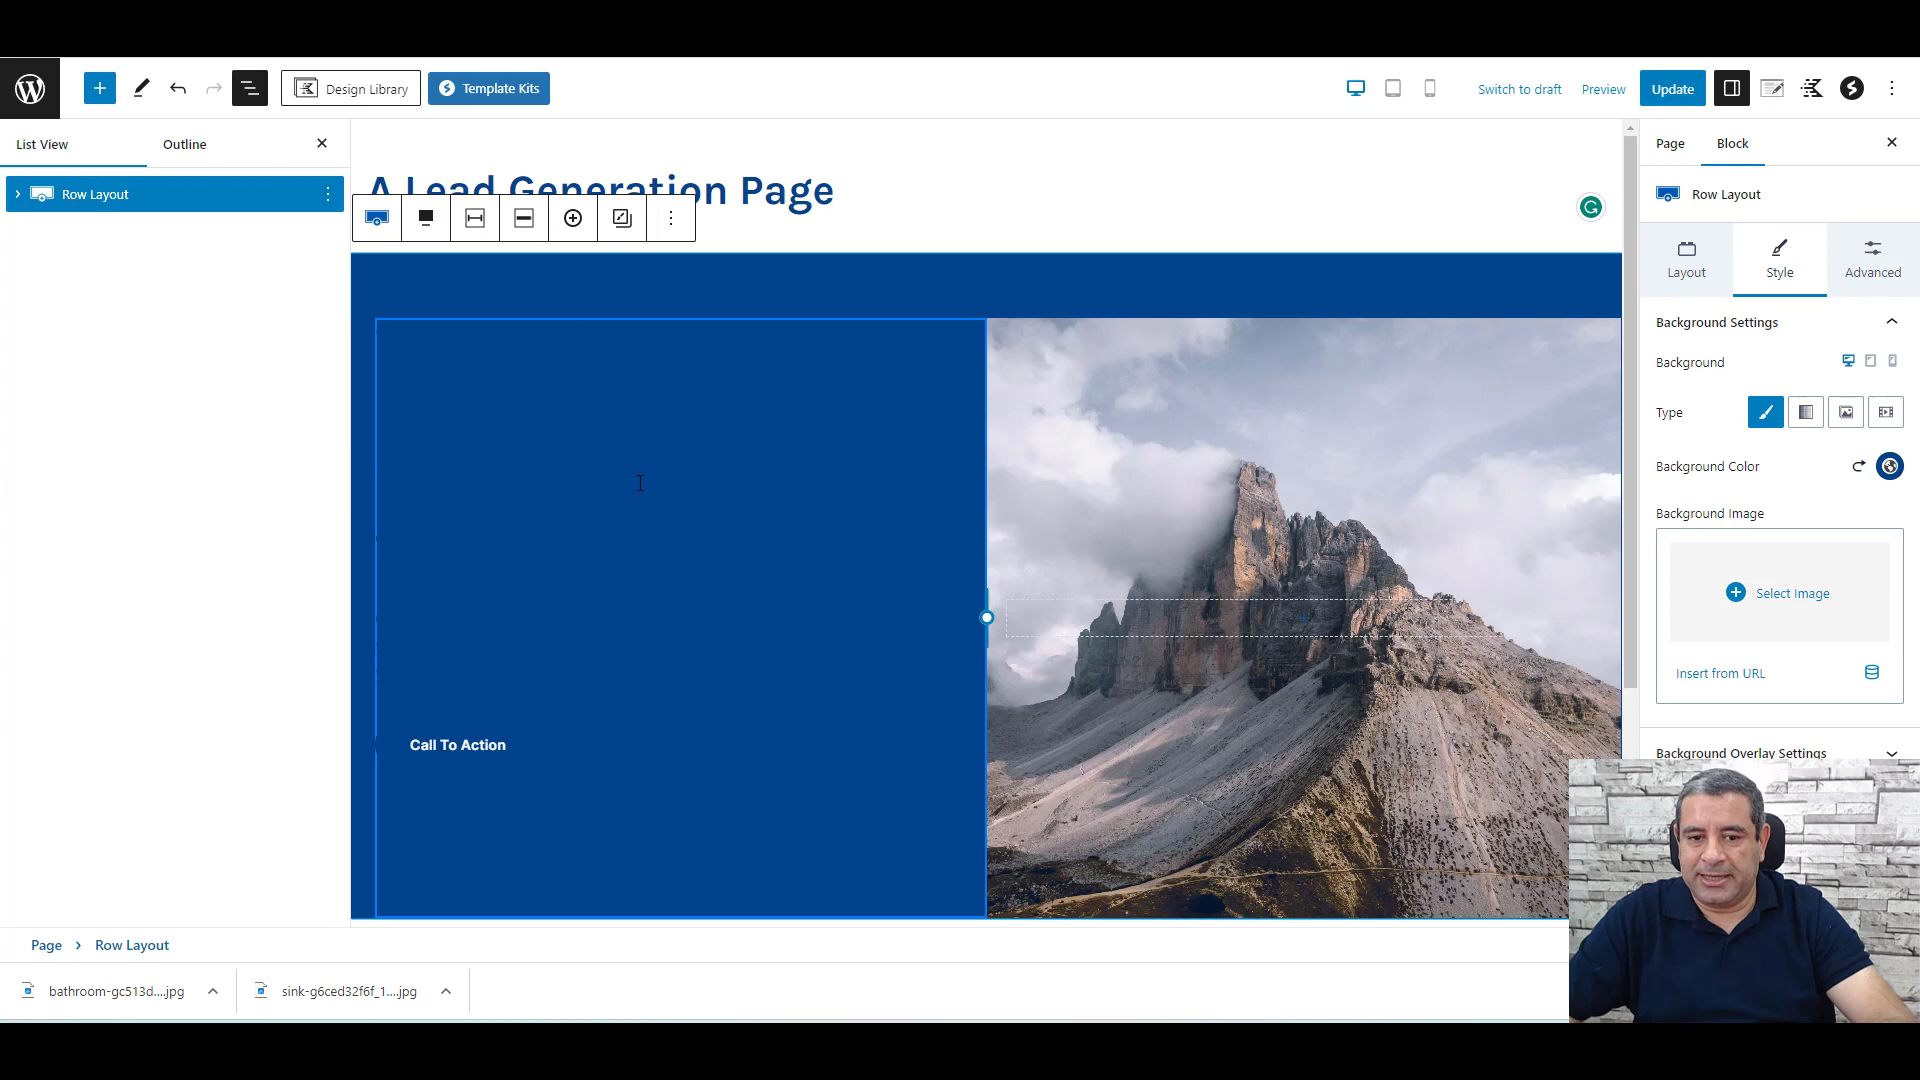 Design Library
Template Kits
Switch to draft
Preview
Update
List View
Outline
Page
Block
Row Layout
A Lead Generation Page
Row Layout
Layout
Style
Advanced
Background Settings
Background
Type
Background Color
Background Image
Select Image
Insert from URL
Call To Action
Background Overlay Settings
Page
Row Layout
bathroom-gc513d....jpg
sink-g6ced32f6f_1....jpg